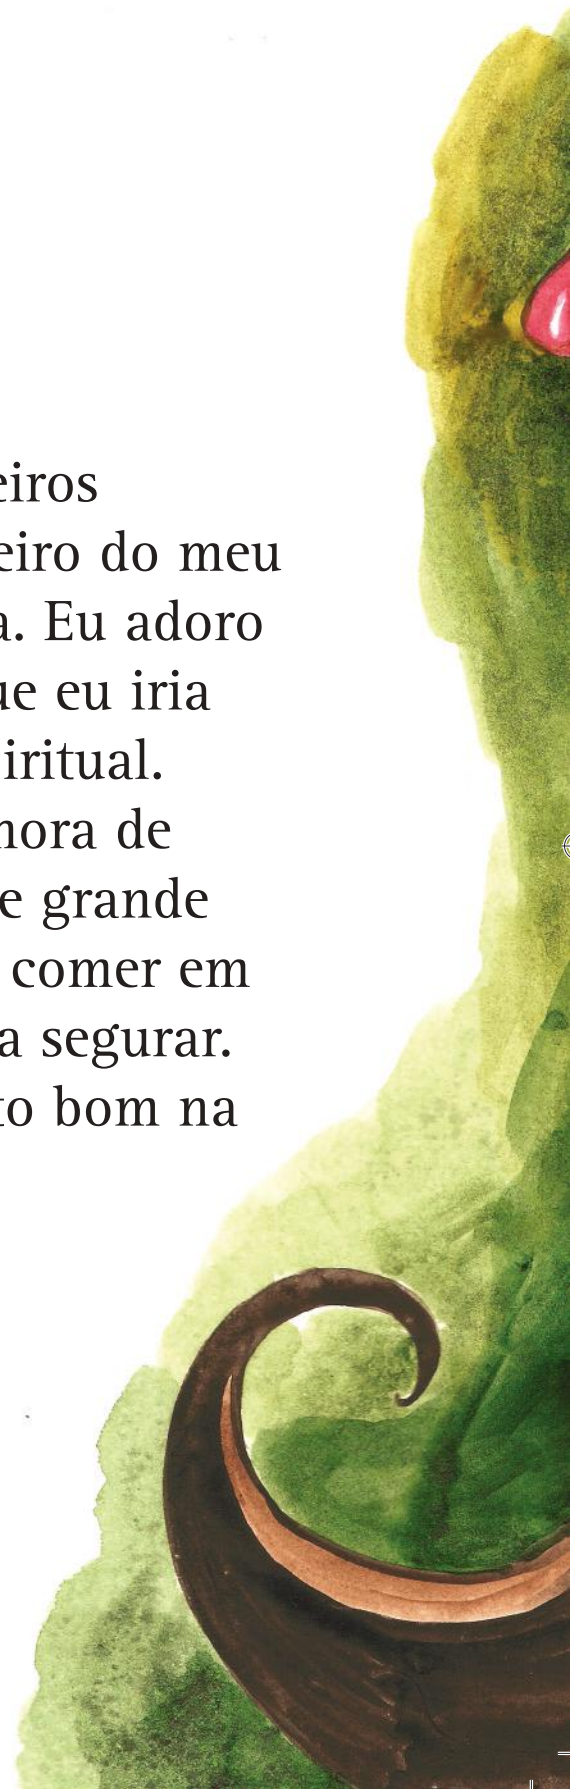 eiros
eiro do meu
a. Eu adoro
ue eu iria
iritual.
hora de
e grande
comer em
a segurar.
to bom na